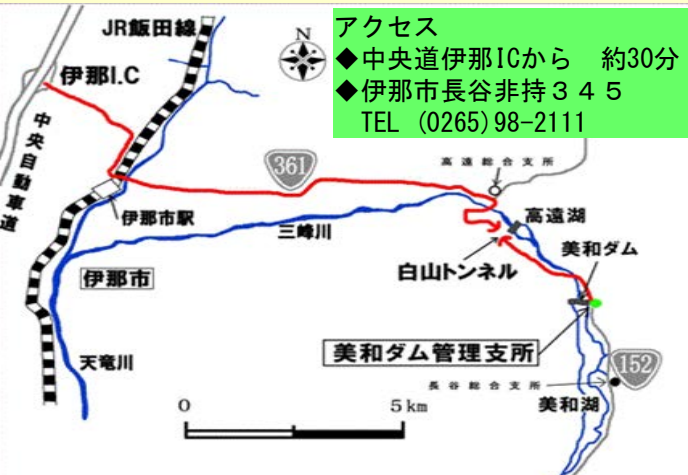 JR飯田線
アクセス
◆中央道伊那ICから　約30分
◆伊那市長谷非持３４５
TEL (0265)98-2111
N
伊那I.C
中央自動車道
361
高遠総合支所
伊那市駅
三峰川
高遠湖
美和ダム
白山トンネル
伊那市
美和ダム管理支所
152
天竜川
長谷総合支所
美和湖
0 5km